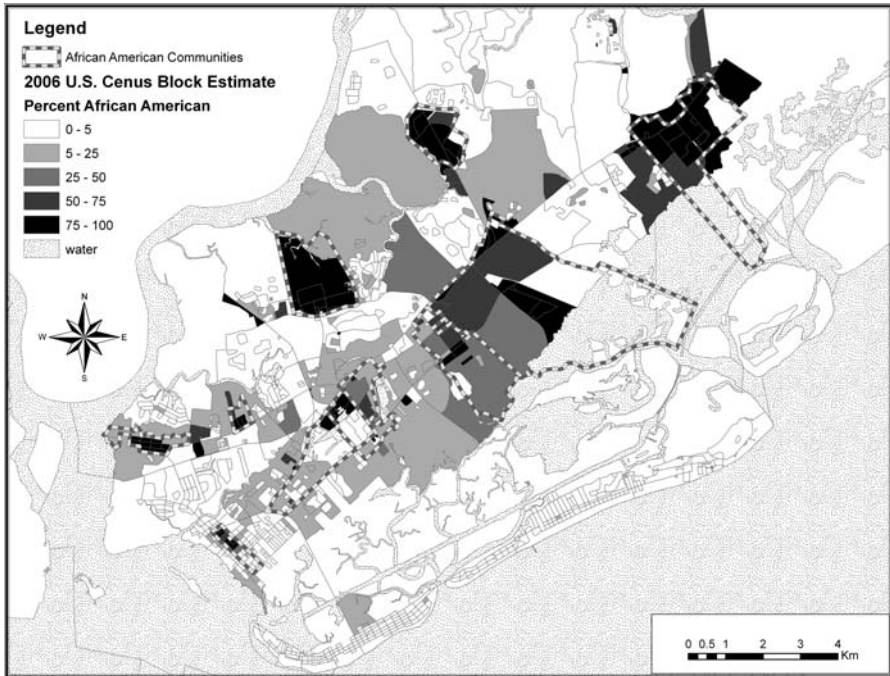 Legend
African American Communities
2006 U.S. Cenus Block Estimate
Percent African American
0 - 5
5 - 25
25 - 50
50 - 75
75 - 100
water
N
W E
S
0 0.5 1 2 3 4
Km